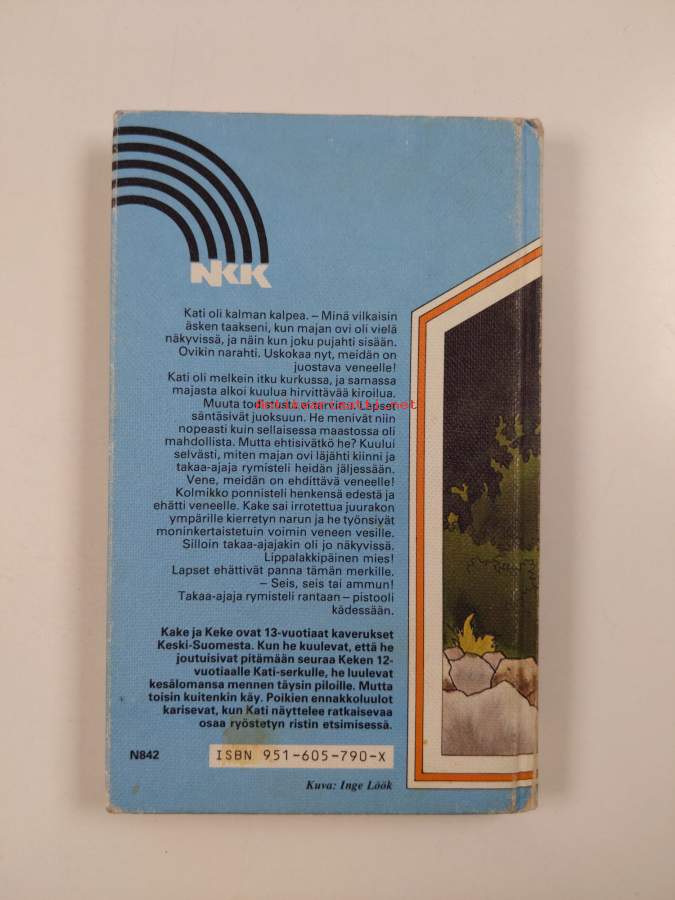 NKK
Kati oli kalman kalpea. – Minä vilkaisin
äsken taakseni, kun majan ovi oli vielä
näkyvissä, ja näin kun joku pujahti sisään.
Ovikin narahti. Uskokaa nyt, meidän on
juostava veneelle!
Kati oli melkein itku kurkussa, ja samassa
majasta alkoi kuulua hirvittävää kiroilua.
Muuta todistusta ei tarvittu. Lapset
säntäsivät juoksuun. He menivät niin
nopeasti kuin sellaisessa maastossa oli
mahdollista. Mutta ehtisivätkö he? Kuului
selvästi, miten majan ovi läjähti kiinni ja
takaa-ajaja rymisteli heidän jäljessään.
Vene, meidän on ehdittävä veneelle!
Kolmikko ponnisteli henkensä edestä ja
ehätti veneelle. Kake sai irrotettua juurakon
ympärille kierretyn narun ja he työnsivät
moninkertaistetuin voimin veneen vesille.
Silloin takaa-ajajakin oli jo näkyvissä.
Lippalakkipäinen mies!
Lapset ehättivät panna tämän merkille.
– Seis, seis tai ammun!
Takaa-ajaja rymisteli rantaan – pistooli
kädessään.
Kake ja Keke ovat 13-vuotiaat kaverukset
Keski-Suomesta. Kun he kuulevat, että he
joutuisivat pitämään seuraa Keken 12-
vuotiaalle Kati-serkulle, he luulevat
kesälomansa mennen täysin piloille. Mutta
toisin kuitenkin käy. Poikien ennakkoluulot
karisevat, kun Kati näyttelee ratkaisevaa
osaa ryöstetyn ristin etsimisessä.
N842
ISBN 951-605-790-X
Kuva: Inge Löök